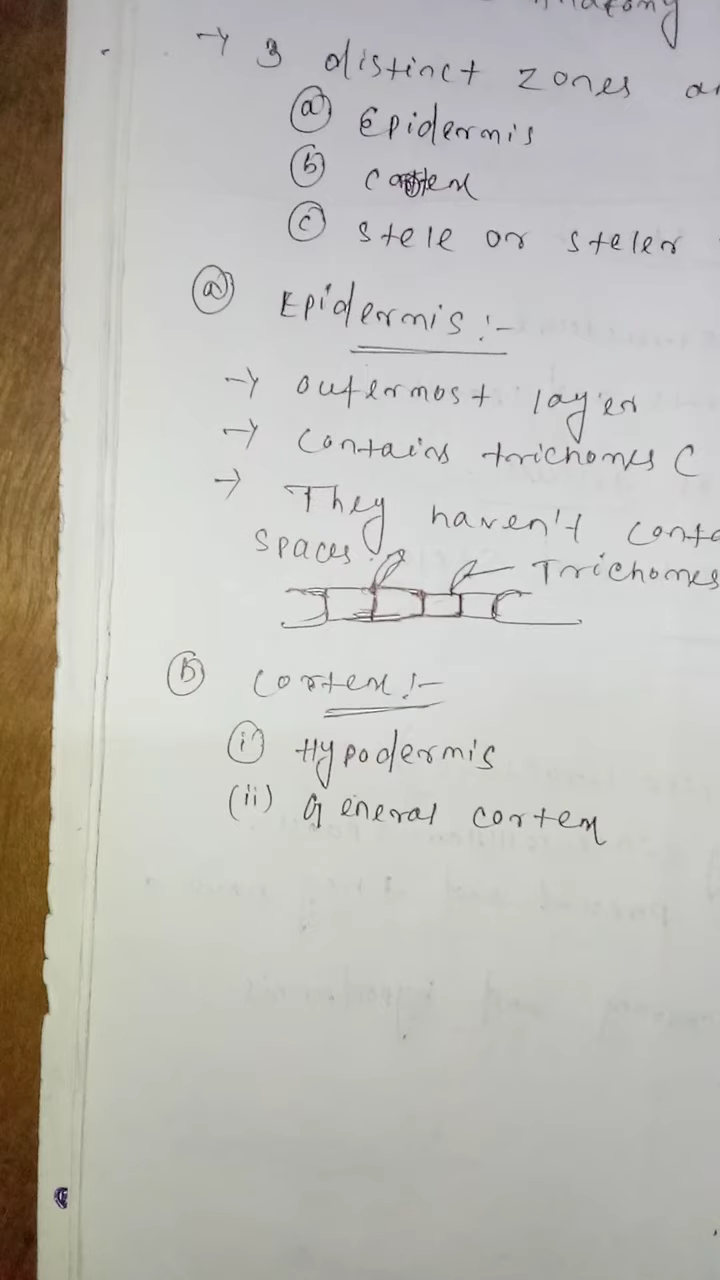 Anatomy
→ 3 distinct zones
(a) Epidermis
(b) Cortex
(c) Stele or Steler
(a) Epidermis :-
→ Outermost layer
→ Contains trichomes (
→ They haven't
spaces.
Trichomes
(b) Cortex :-
(i) Hypodermis
(ii) General cortex